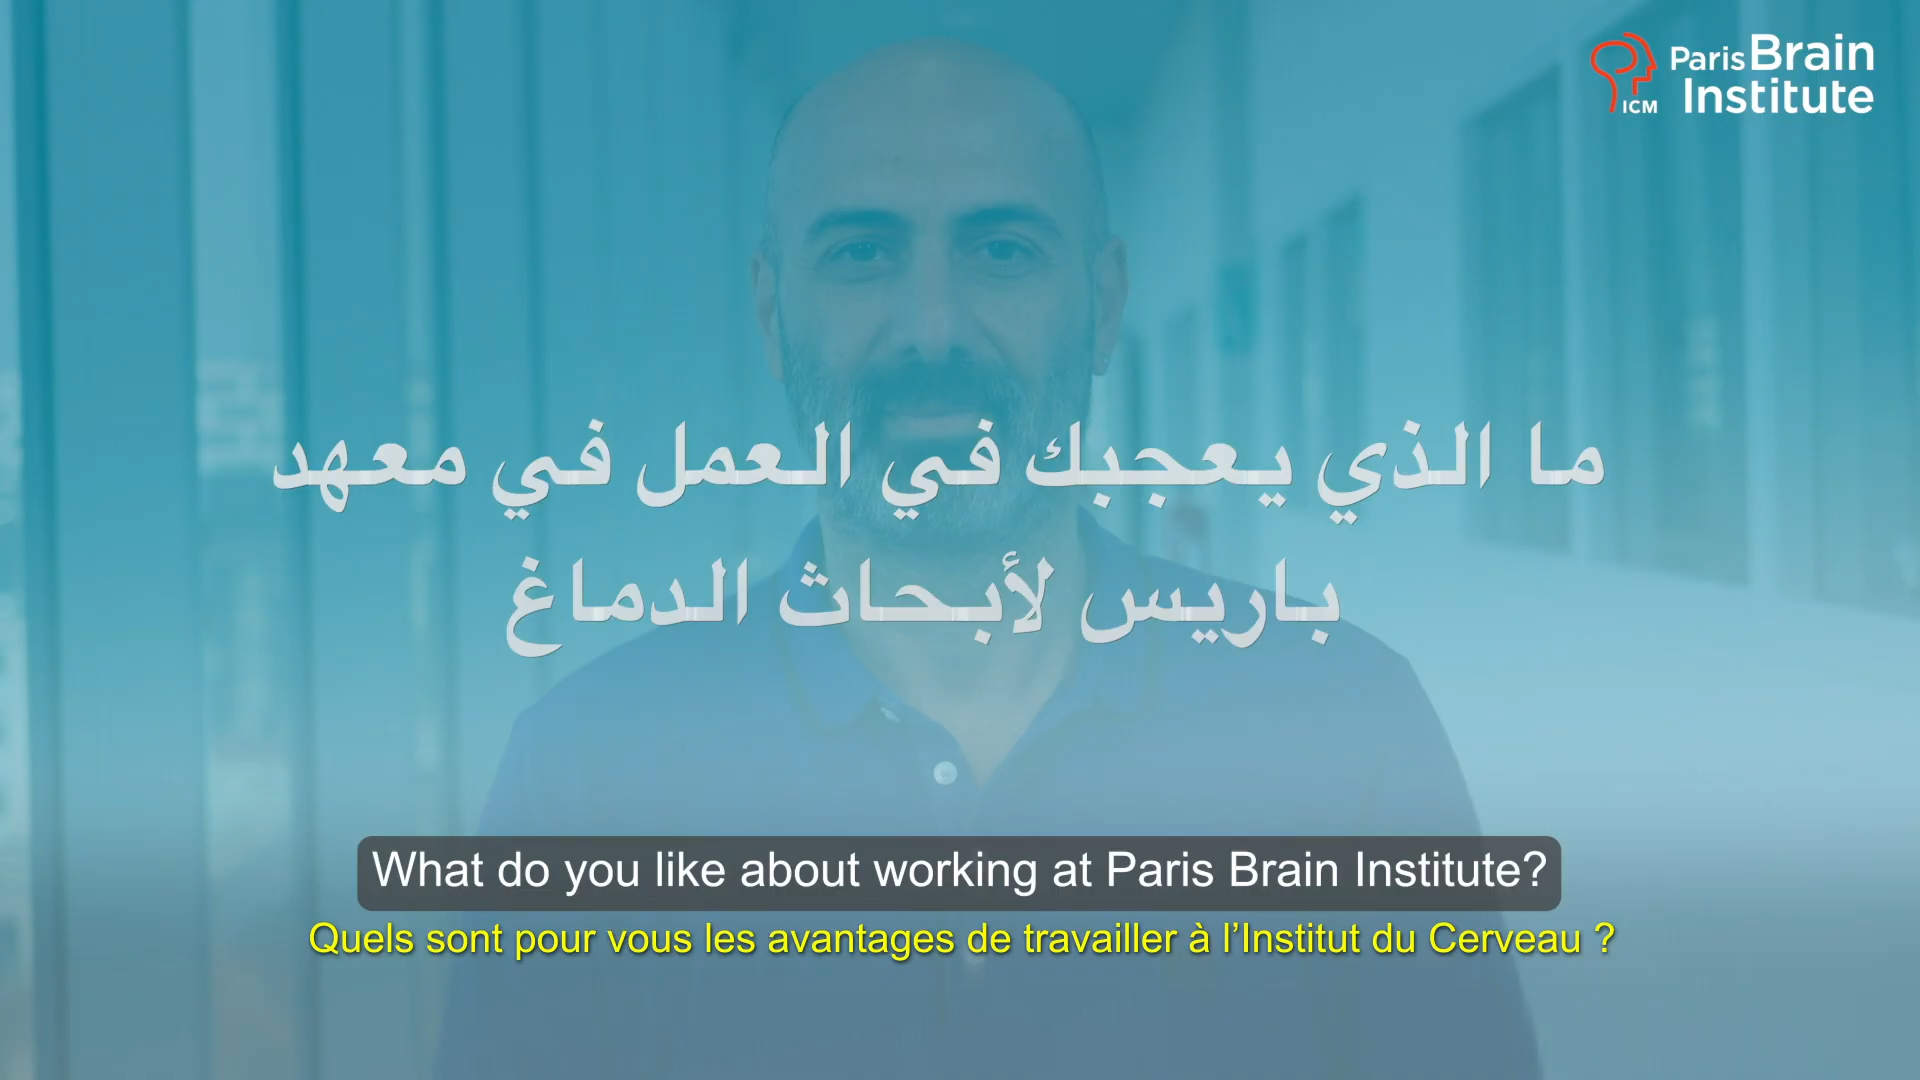 Paris Brain
Institute
ICM
ما الذي يعجبك في العمل في معهد
باريس لأبحاث الدماغ
What do you like about working at Paris Brain Institute?
Quels sont pour vous les avantages de travailler à l’Institut du Cerveau ?